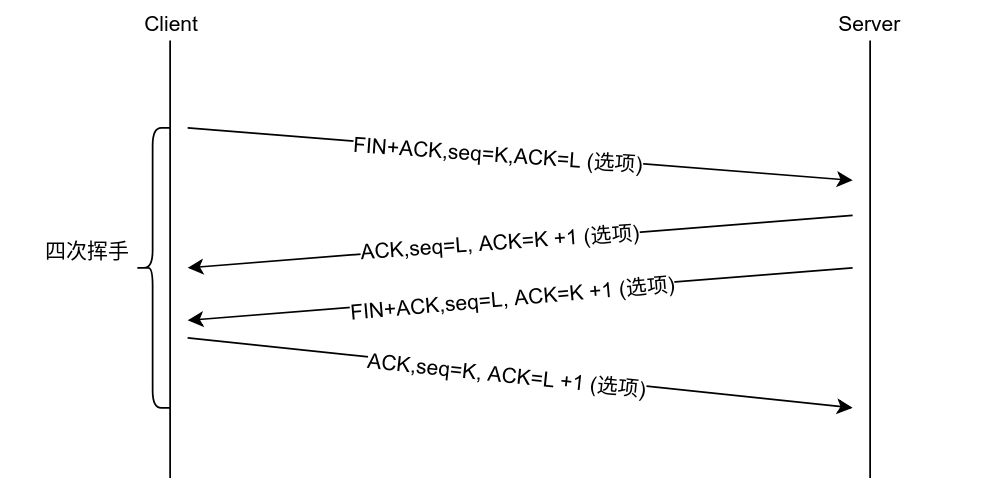 Client
Server
FIN+ACK,seq=K,ACK=L (选项)
ACK,seq=L, ACK=K +1 (选项)
四次挥手
FIN+ACK,seq=L, ACK=K +1 (选项)
ACK,seq=K, ACK=L +1 (选项)